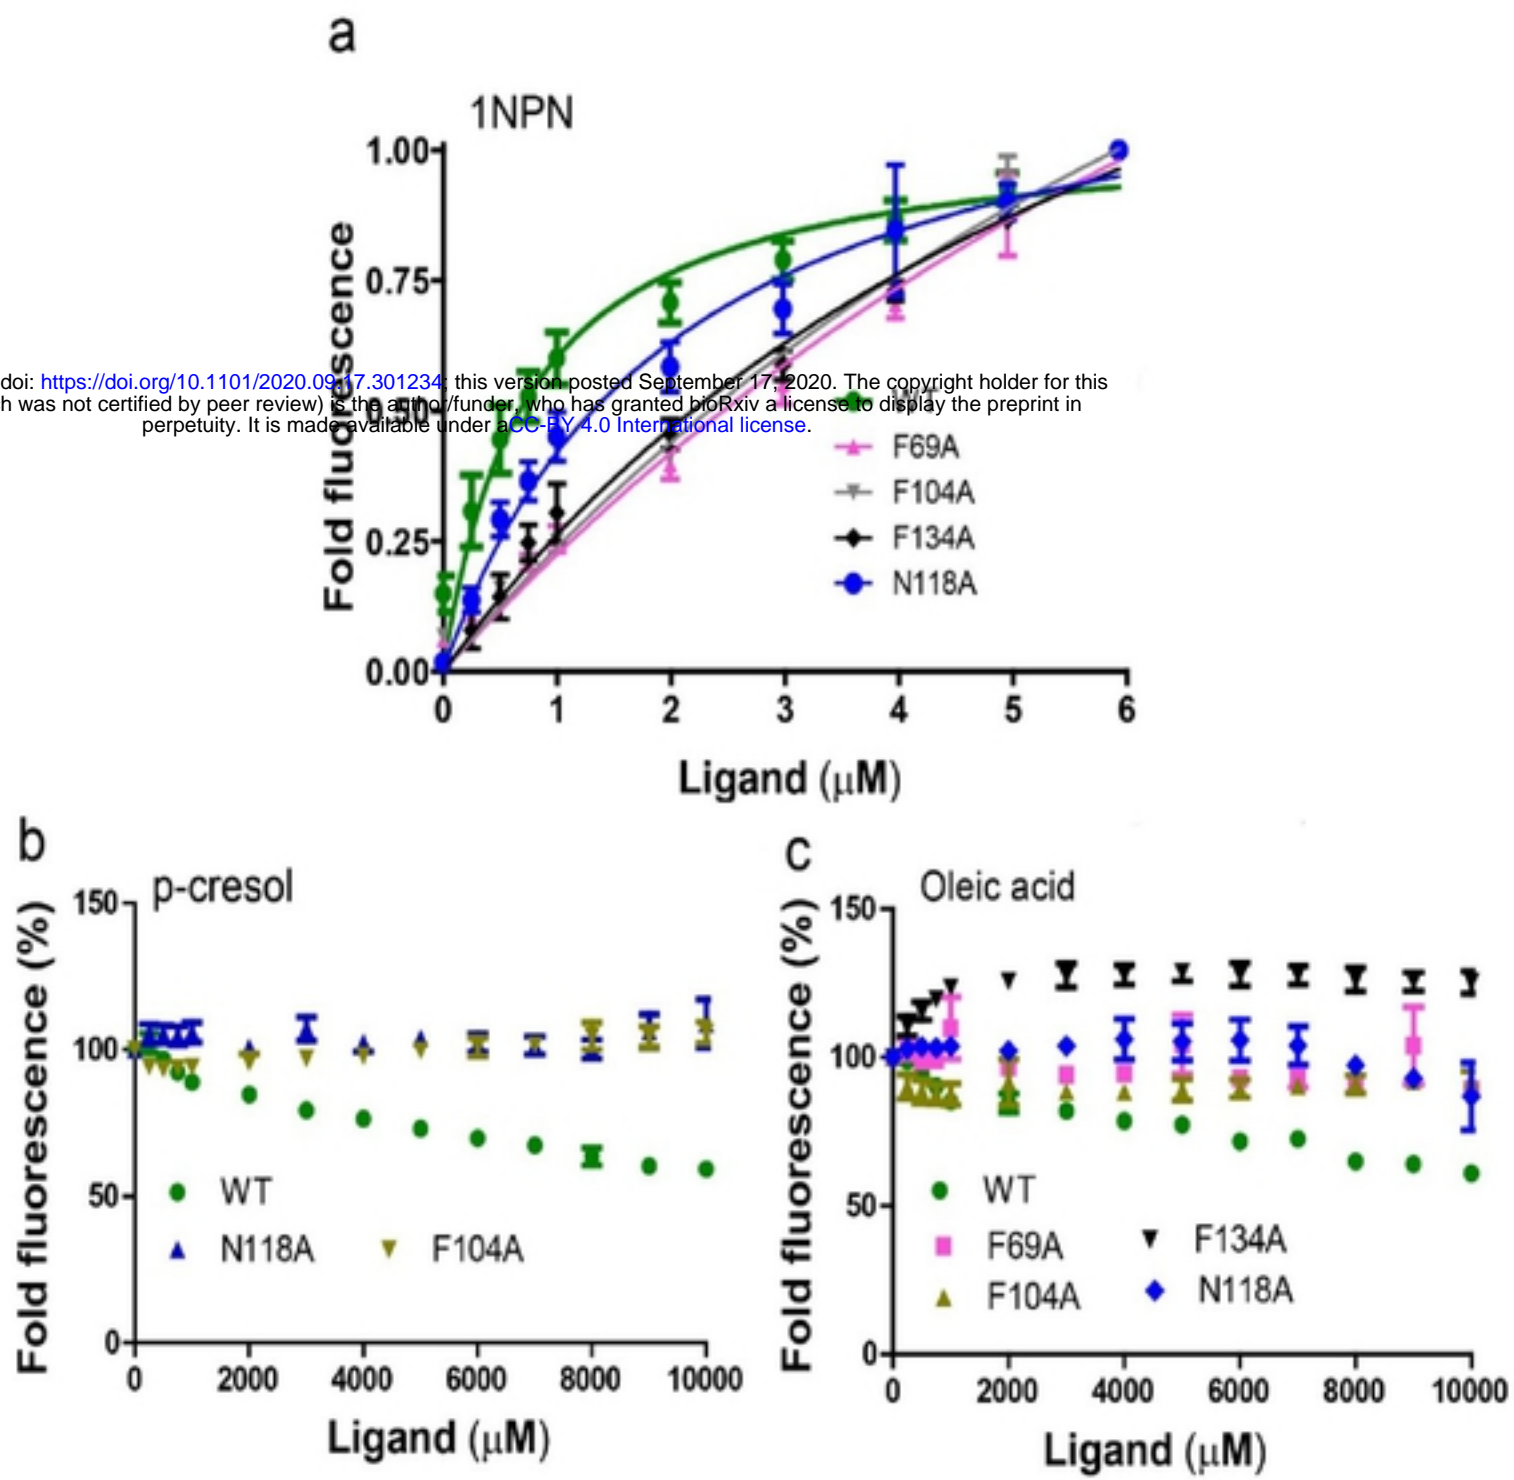 a
1NPN
1.00
0.75
0.50
0.25
0.00
Fold fluorescence
doi: https://doi.org/10.1101/2020.09.17.301234; this version posted September 17, 2020. The copyright holder for this
h was not certified by peer review) is the author/funder, who has granted bioRxiv a license to display the preprint in
perpetuity. It is made available under aCC-BY 4.0 International license.
WT
F69A
F104A
F134A
N118A
0 1 2 3 4 5 6
Ligand (μM)
b
p-cresol
150
100
50
0
Fold fluorescence (%)
WT
N118A F104A
0 2000 4000 6000 8000 10000
Ligand (μM)
c
Oleic acid
150
100
50
0
Fold fluorescence (%)
WT
F69A F134A
F104A N118A
0 2000 4000 6000 8000 10000
Ligand (μM)